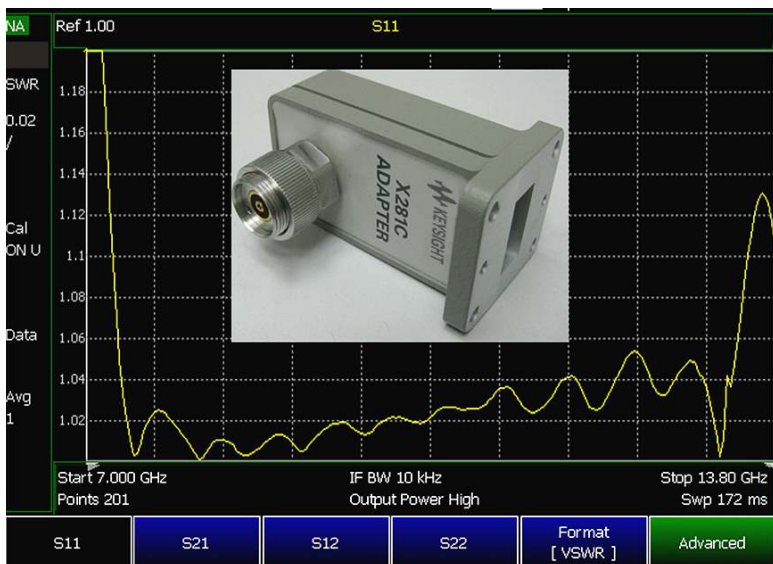 NA
Ref 1.00
S11
SWR
0.02
/
Cal
ON U
Data
Avg
1
1.18
1.16
1.14
1.12
1.1
1.08
1.06
1.04
1.02
KEYSIGHT
X281C
ADAPTER
Start 7.000 GHz
IF BW 10 kHz
Stop 13.80 GHz
Points 201
Output Power High
Swp 172 ms
S11
S21
S12
S22
Format
[ VSWR ]
Advanced